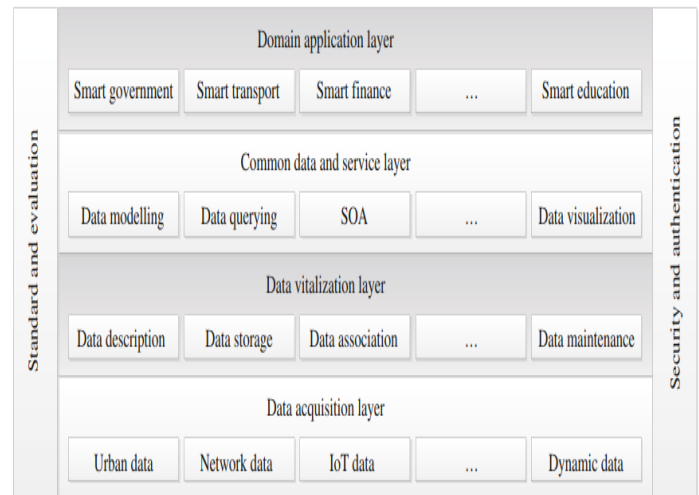 Domain application layer
Smart government
Smart transport
Smart finance
...
Smart education
Common data and service layer
Data modelling
Data querying
SOA
...
Data visualization
Data vitalization layer
Data description
Data storage
Data association
...
Data maintenance
Data acquisition layer
Urban data
Network data
IoT data
...
Dynamic data
Standard and evaluation
Security and authentication